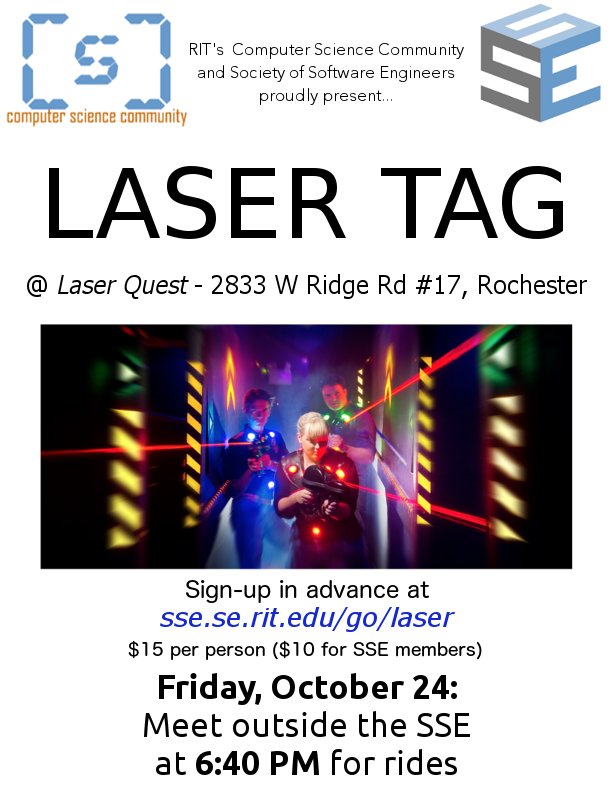 [s]
computer science community
RIT's Computer Science Community
and Society of Software Engineers
proudly present...
SSE
LASER TAG
@ Laser Quest - 2833 W Ridge Rd #17, Rochester
Sign-up in advance at
sse.se.rit.edu/go/laser
$15 per person ($10 for SSE members)
Friday, October 24:
Meet outside the SSE
at 6:40 PM for rides